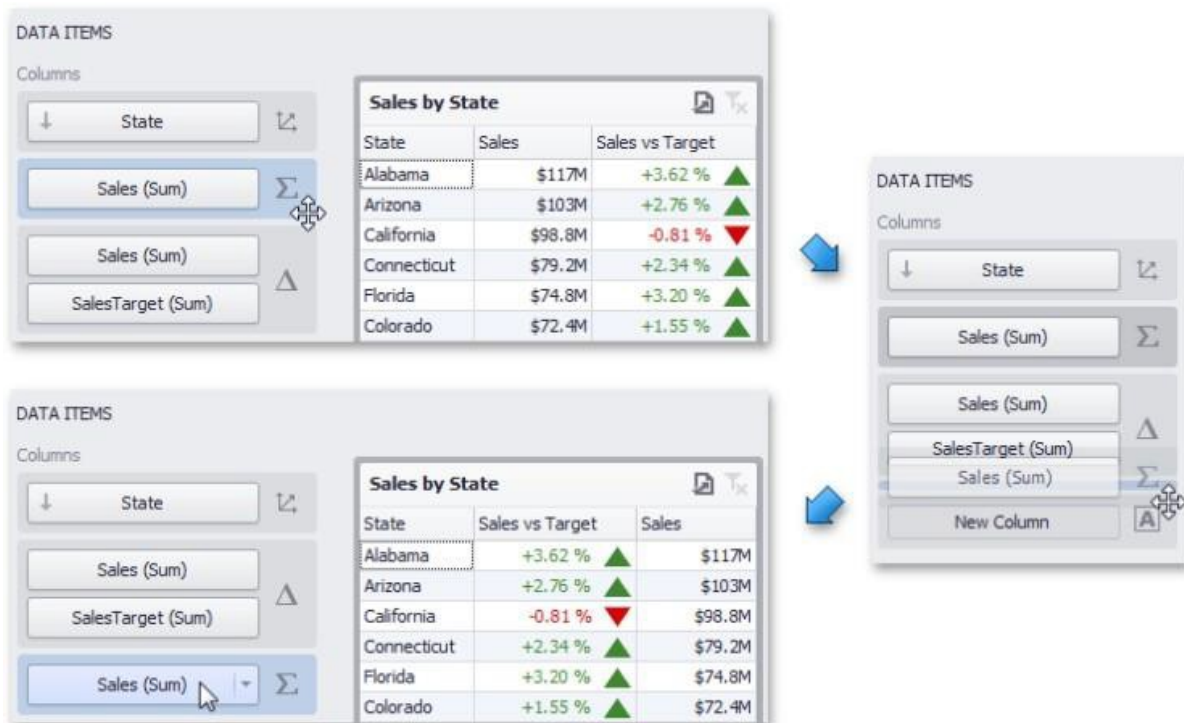 DATA ITEMS
Columns
State
Sales (Sum)
Σ
Sales (Sum)
SalesTarget (Sum)
Δ
Sales by State
State Sales Sales vs Target
Alabama $117M +3.62 %
Arizona $103M +2.76 %
California $98.8M -0.81 %
Connecticut $79.2M +2.34 %
Florida $74.8M +3.20 %
Colorado $72.4M +1.55 %
DATA ITEMS
Columns
State
Sales (Sum)
Σ
Sales (Sum)
SalesTarget (Sum)
Δ
Sales (Sum)
Σ
New Column
A
DATA ITEMS
Columns
State
Sales (Sum)
SalesTarget (Sum)
Δ
Sales (Sum)
Σ
Sales by State
State Sales vs Target Sales
Alabama +3.62 % $117M
Arizona +2.76 % $103M
California -0.81 % $98.8M
Connecticut +2.34 % $79.2M
Florida +3.20 % $74.8M
Colorado +1.55 % $72.4M